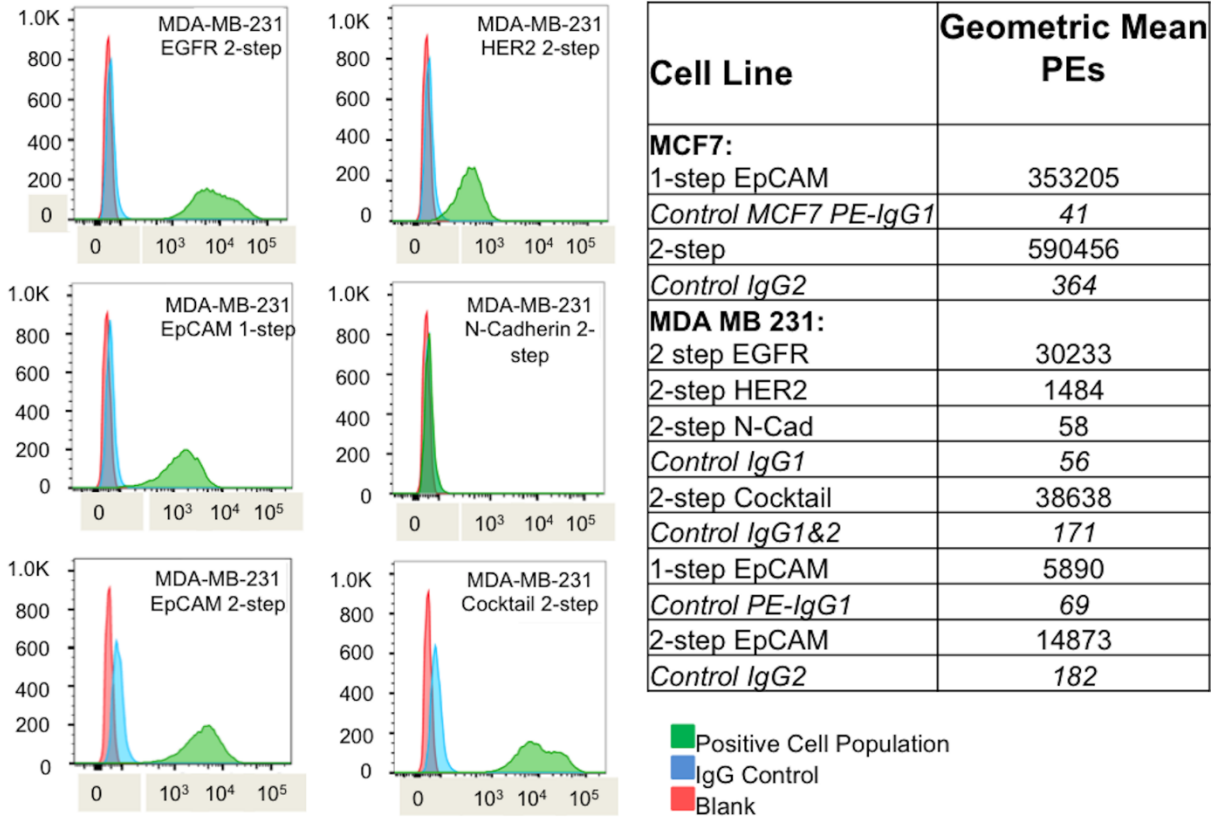 1.0K
800
600
400
200
0
MDA-MB-231
EGFR 2-step
0 10³ 10⁴ 10⁵
1.0K
800
600
400
200
0
MDA-MB-231
HER2 2-step
0 10³ 10⁴ 10⁵
1.0K
800
600
400
200
0
MDA-MB-231
EpCAM 1-step
0 10³ 10⁴ 10⁵
1.0K
800
600
400
200
0
MDA-MB-231
N-Cadherin 2-
step
0 10³ 10⁴ 10⁵
1.0K
800
600
400
200
0
MDA-MB-231
EpCAM 2-step
0 10³ 10⁴ 10⁵
1.0K
800
600
400
200
0
MDA-MB-231
Cocktail 2-step
0 10³ 10⁴ 10⁵
Cell Line
Geometric Mean
PEs
MCF7:
1-step EpCAM 353205
Control MCF7 PE-IgG1 41
2-step 590456
Control IgG2 364
MDA MB 231:
2 step EGFR 30233
2-step HER2 1484
2-step N-Cad 58
Control IgG1 56
2-step Cocktail 38638
Control IgG1&2 171
1-step EpCAM 5890
Control PE-IgG1 69
2-step EpCAM 14873
Control IgG2 182
Positive Cell Population
IgG Control
Blank